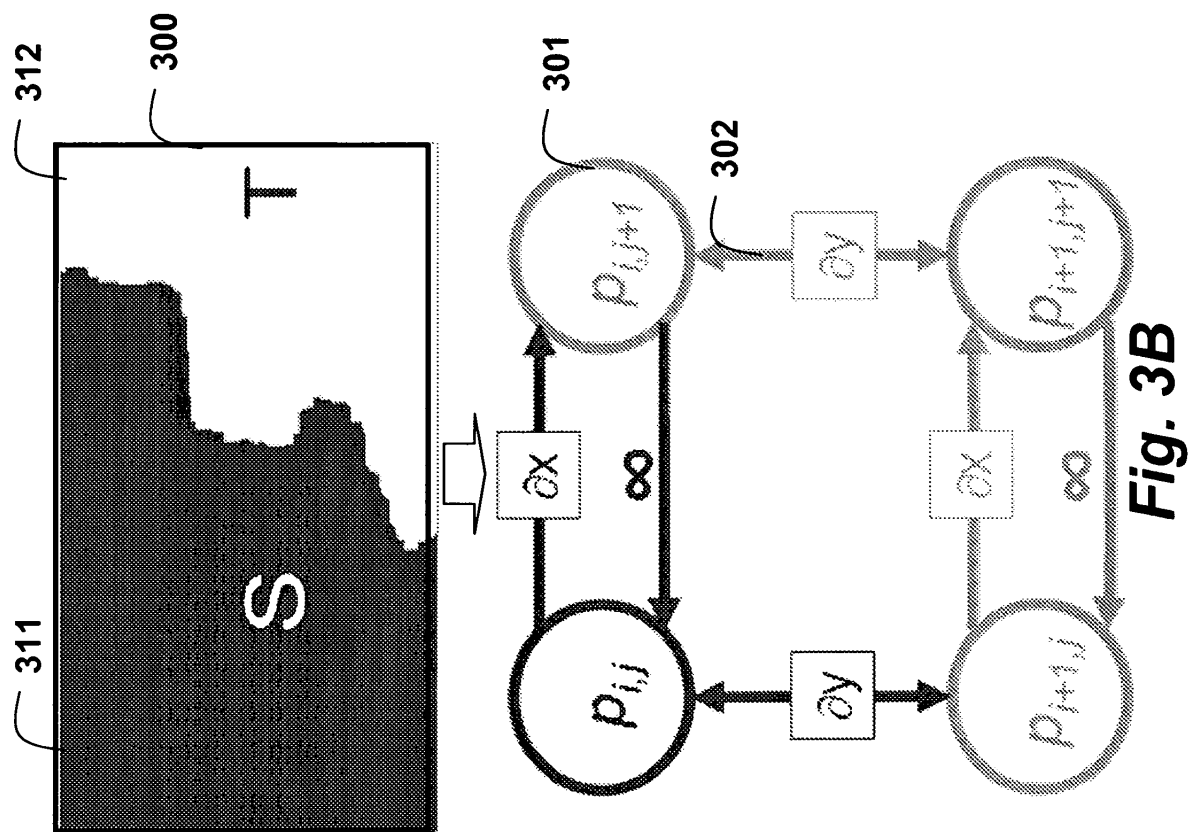 311
312
300
S
T
301
302
∂x
p_{i,j}
p_{i,j+1}
∞
∂y
∂y
∂x
p_{i+1,j}
p_{i+1,j+1}
∞
Fig. 3B